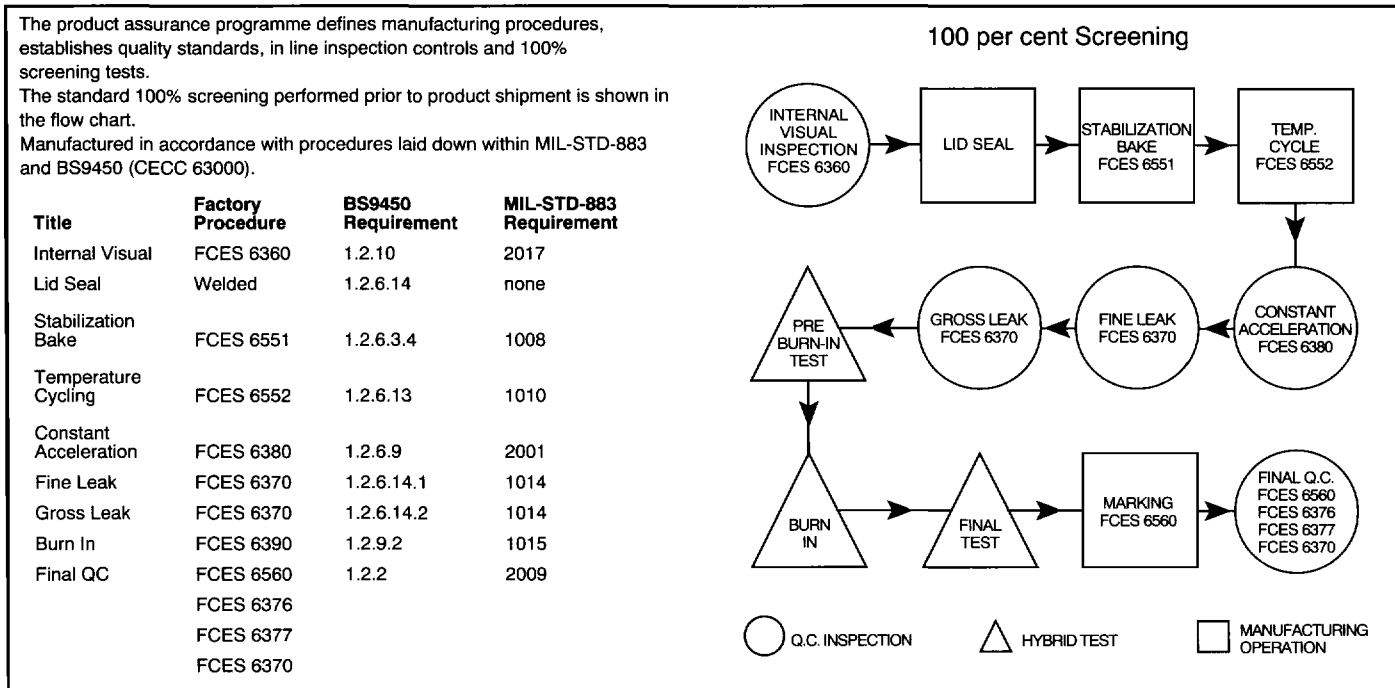 The product assurance programme defines manufacturing procedures,
establishes quality standards, in line inspection controls and 100%
screening tests.
The standard 100% screening performed prior to product shipment is shown in
the flow chart.
Manufactured in accordance with procedures laid down within MIL-STD-883
and BS9450 (CECC 63000).
Title Factory Procedure BS9450 Requirement MIL-STD-883 Requirement
Internal Visual FCES 6360 1.2.10 2017
Lid Seal Welded 1.2.6.14 none
Stabilization
Bake FCES 6551 1.2.6.3.4 1008
Temperature
Cycling FCES 6552 1.2.6.13 1010
Constant
Acceleration FCES 6380 1.2.6.9 2001
Fine Leak FCES 6370 1.2.6.14.1 1014
Gross Leak FCES 6370 1.2.6.14.2 1014
Burn In FCES 6390 1.2.9.2 1015
Final QC FCES 6560 1.2.2 2009
FCES 6376
FCES 6377
FCES 6370
100 per cent Screening
INTERNAL
VISUAL
INSPECTION
FCES 6360
LID SEAL
STABILIZATION
BAKE
FCES 6551
TEMP.
CYCLE
FCES 6552
CONSTANT
ACCELERATION
FCES 6380
FINE LEAK
FCES 6370
GROSS LEAK
FCES 6370
PRE
BURN-IN
TEST
BURN
IN
FINAL
TEST
MARKING
FCES 6560
FINAL Q.C.
FCES 6560
FCES 6376
FCES 6377
FCES 6370
Q.C. INSPECTION
HYBRID TEST
MANUFACTURING
OPERATION